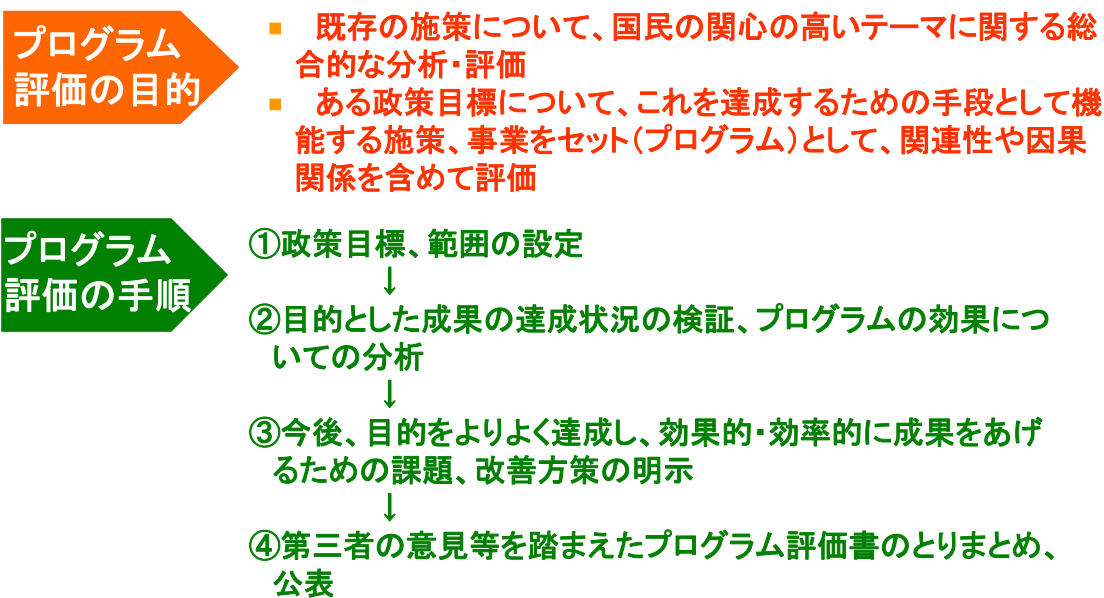 プログラム
評価の目的
■ 既存の施策について、国民の関心の高いテーマに関する総
合的な分析・評価
■ ある政策目標について、これを達成するための手段として機
能する施策、事業をセット(プログラム)として、関連性や因果
関係を含めて評価
プログラム
評価の手順
①政策目標、範囲の設定
↓
②目的とした成果の達成状況の検証、プログラムの効果につ
いての分析
↓
③今後、目的をよりよく達成し、効果的・効率的に成果をあげ
るための課題、改善方策の明示
↓
④第三者の意見等を踏まえたプログラム評価書のとりまとめ、
公表